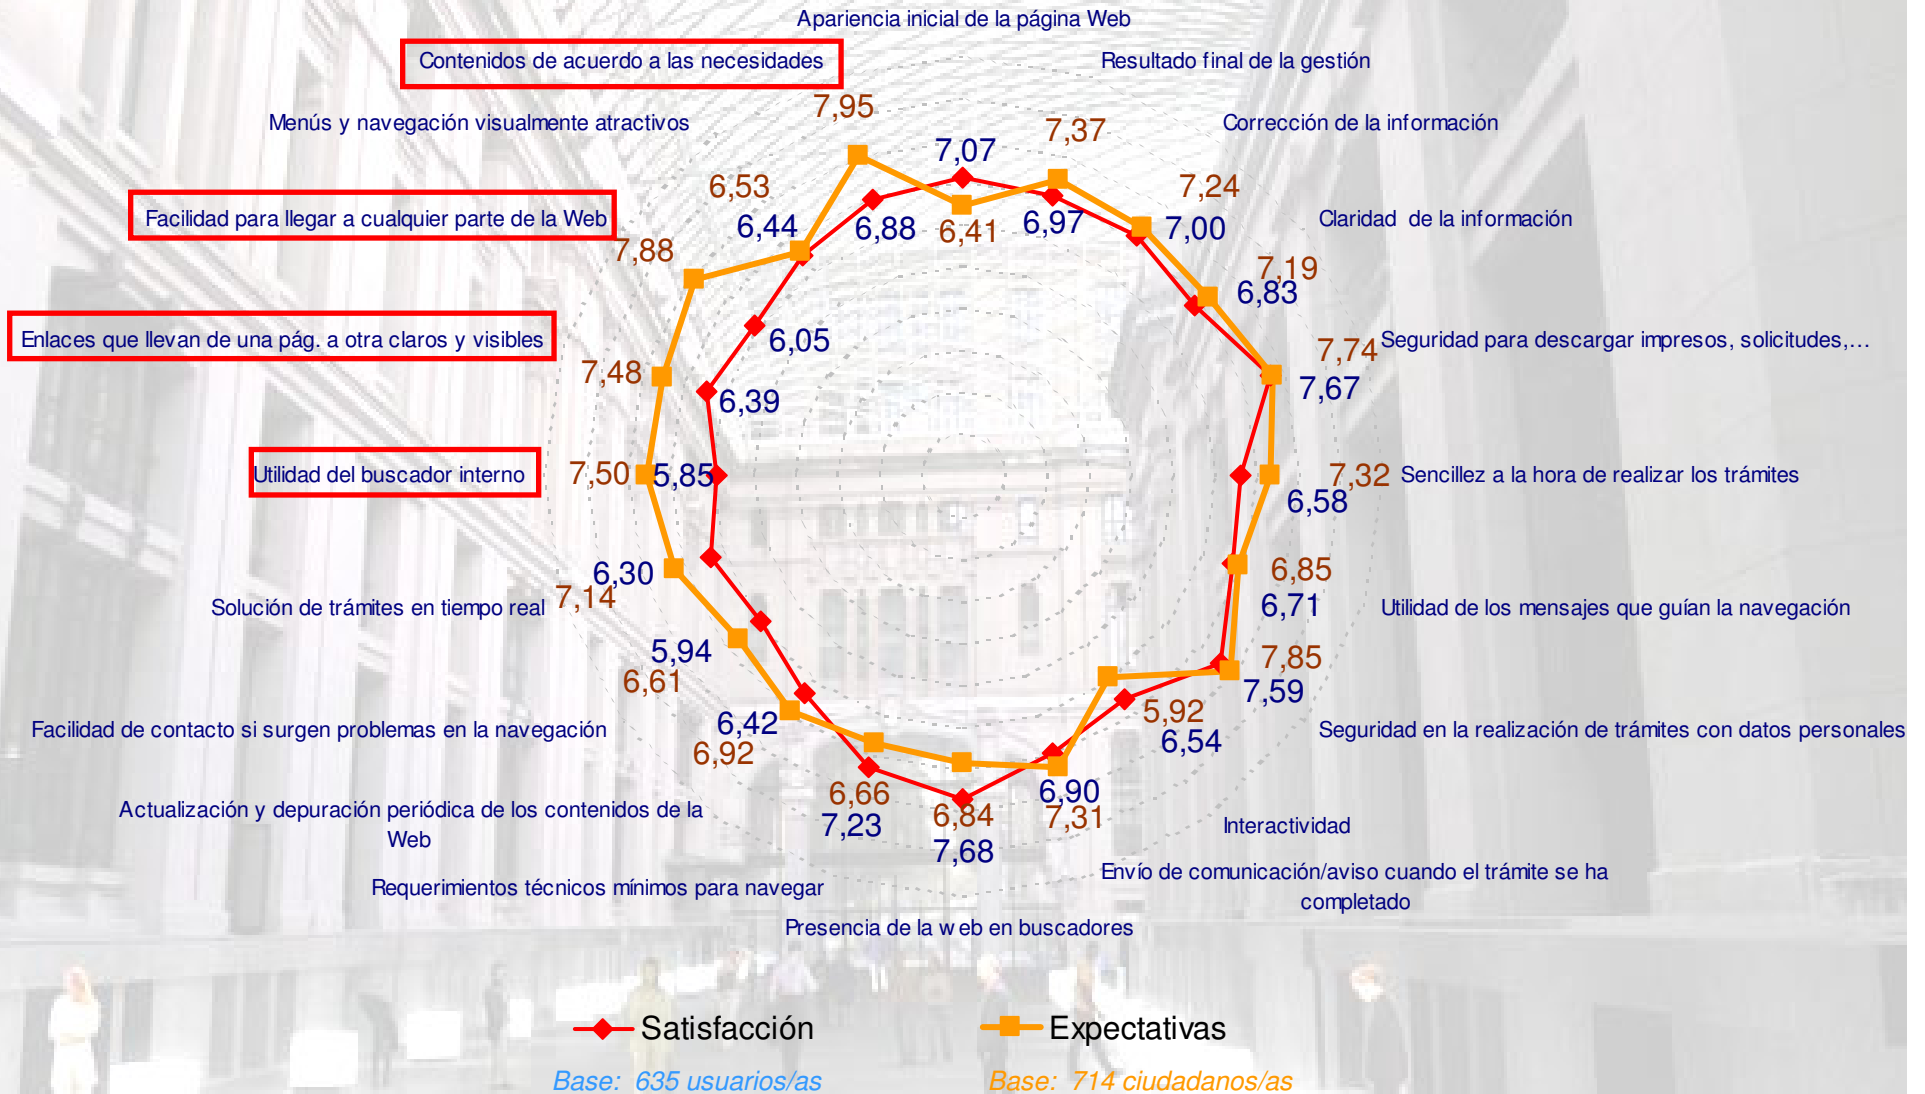 Apariencia inicial de la página Web
Contenidos de acuerdo a las necesidades
Resultado final de la gestión
7,95
Menús y navegación visualmente atractivos
7,37
Corrección de la información
7,07
6,53
7,24
Facilidad para llegar a cualquier parte de la Web
6,44
6,88
6,41
6,97
7,00
Claridad de la información
7,88
7,19
6,83
Enlaces que llevan de una pág. a otra claros y visibles
6,05
7,74
Seguridad para descargar impresos, solicitudes,...
7,48
6,39
7,67
Utilidad del buscador interno
7,50
5,85
7,32
Sencillez a la hora de realizar los trámites
6,58
6,30
6,85
Solución de trámites en tiempo real
7,14
6,71
Utilidad de los mensajes que guían la navegación
5,94
7,85
6,61
7,59
Facilidad de contacto si surgen problemas en la navegación
6,42
5,92
Seguridad en la realización de trámites con datos personales
6,92
6,54
Actualización y depuración periódica de los contenidos de la
Web
6,66
6,84
6,90
7,31
7,23
7,68
Interactividad
Requerimientos técnicos mínimos para navegar
Envío de comunicación/aviso cuando el trámite se ha
completado
Presencia de la web en buscadores
Satisfacción
Expectativas
Base: 635 usuarios/as
Base: 714 ciudadanos/as